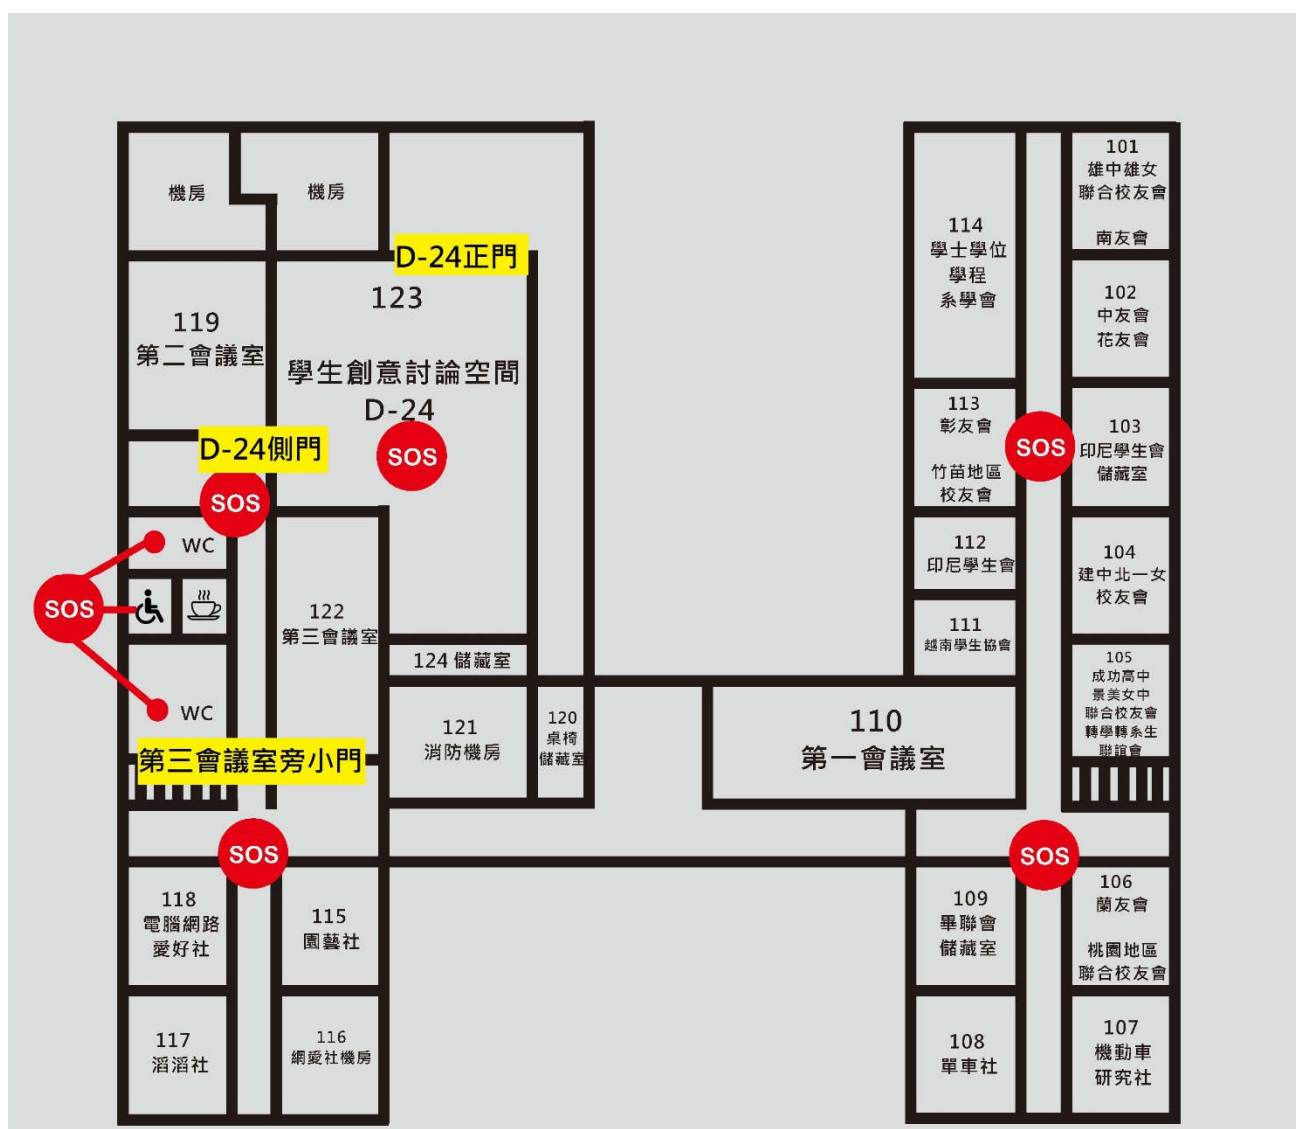 機房
機房
D-24正門
123
學生創意討論空間
D-24
SOS
119
第二會議室
D-24側門
SOS
WC
SOS
WC
122
第三會議室
124 儲藏室
121
消防機房
120
桌椅
儲藏室
第三會議室旁小門
SOS
118
電腦網路
愛好社
115
園藝社
117
滔滔社
116
網愛社機房
114
學士學位
學程
系學會
113
彰友會
竹苗地區
校友會
112
印尼學生會
111
越南學生協會
110
第一會議室
SOS
101
雄中雄女
聯合校友會
南友會
102
中友會
花友會
103
印尼學生會
儲藏室
104
建中北一女
校友會
105
成功高中
景美女中
聯合校友會
轉學轉系生
聯誼會
SOS
109
畢聯會
儲藏室
106
蘭友會
桃園地區
聯合校友會
108
單車社
107
機動車
研究社